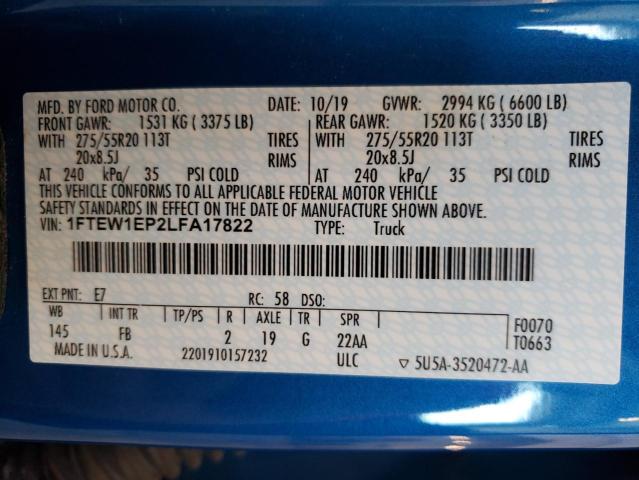 MFD. BY FORD MOTOR CO. DATE: 10/19 GVWR: 2994 KG ( 6600 LB)
FRONT GAWR: 1531 KG ( 3375 LB) REAR GAWR: 1520 KG ( 3350 LB)
WITH 275/55R20 113T TIRES WITH 275/55R20 113T TIRES
20x8.5J RIMS 20x8.5J RIMS
AT 240 kPa/ 35 PSI COLD AT 240 kPa/ 35 PSI COLD
THIS VEHICLE CONFORMS TO ALL APPLICABLE FEDERAL MOTOR VEHICLE
SAFETY STANDARDS IN EFFECT ON THE DATE OF MANUFACTURE SHOWN ABOVE.
VIN: 1FTEW1EP2LFA17822 TYPE: Truck
EXT PNT: E7 RC: 58 DSO:
WB INT TR TP/PS R AXLE TR SPR F0070
145 FB 2 19 G 22AA T0663
MADE IN U.S.A. 2201910157232 ULC ▽ 5U5A-3520472-AA